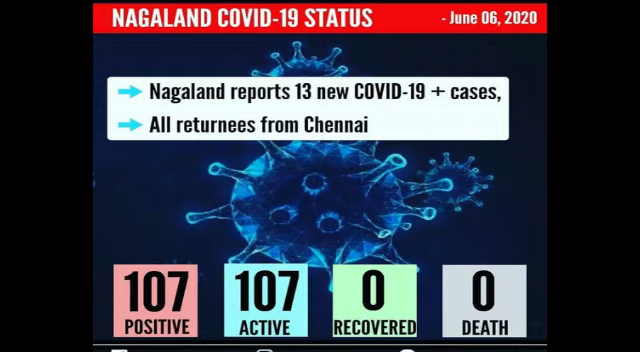 NAGALAND COVID-19 STATUS
- June 06, 2020
Nagaland reports 13 new COVID-19 + cases,
All returnees from Chennai
107 107 0 0
POSITIVE ACTIVE RECOVERED DEATH